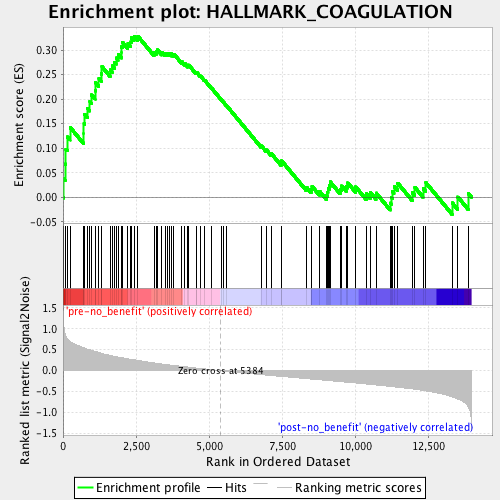 Enrichment plot: HALLMARK_COAGULATION
Enrichment score (ES)
0.30
0.25
0.20
0.15
0.10
0.05
0.00
-0.05
'pre-no_benefit' (positively correlated)
Ranked list metric (Signal2Noise)
1.5
1.0
0.5
0.0
-0.5
-1.0
-1.5
Zero cross at 5384
'post-no_benefit' (negatively correlated)
0
2,500
5,000
7,500
10,000
12,500
Rank in Ordered Dataset
Enrichment profile
Hits
Ranking metric scores